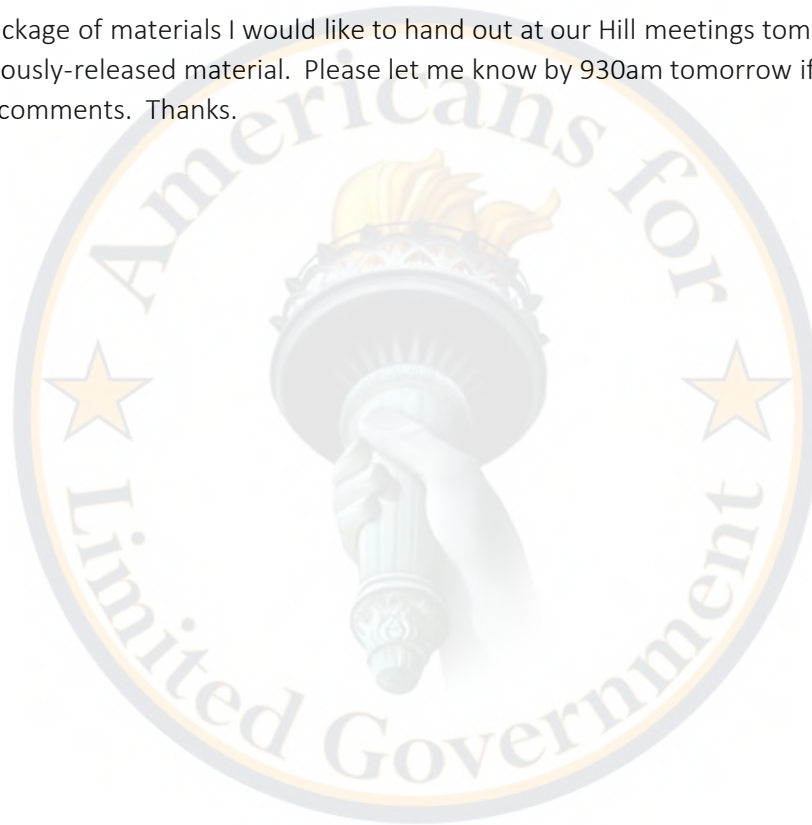 ckage of materials I would like to hand out at our Hill meetings tom
ously-released material.  Please let me know by 930am tomorrow if
comments.  Thanks.
Americans for
Limited Government